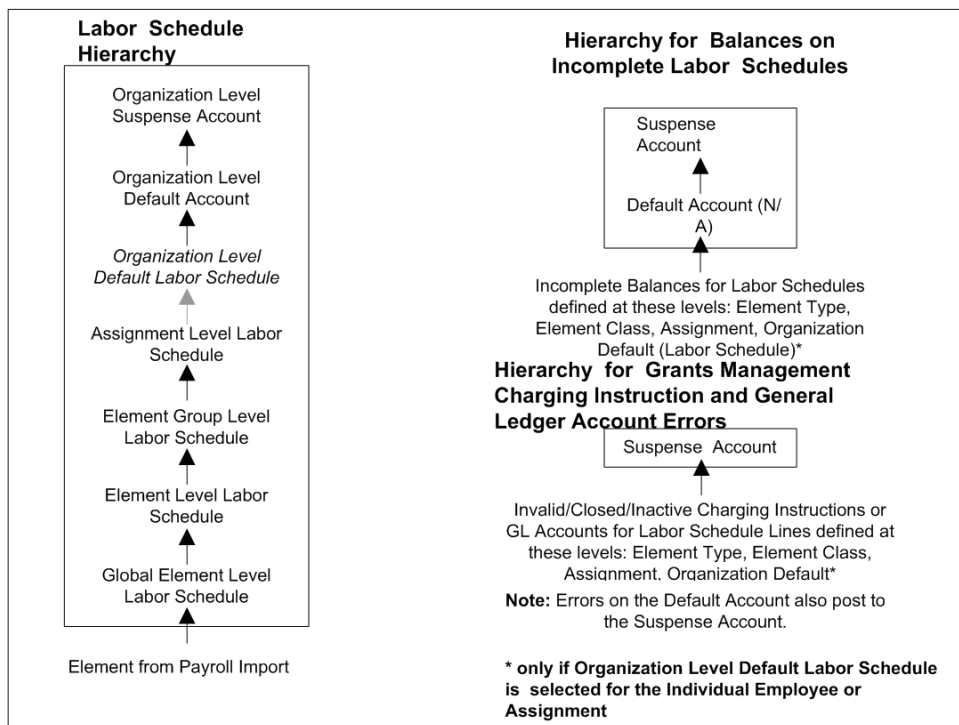 Labor Schedule
Hierarchy
Organization Level
Suspense Account
Organization Level
Default Account
Organization Level
Default Labor Schedule
Assignment Level Labor
Schedule
Element Group Level
Labor Schedule
Element Level Labor
Schedule
Global Element Level
Labor Schedule
Element from Payroll Import
Hierarchy for Balances on
Incomplete Labor Schedules
Suspense
Account
Default Account (N/
A)
Incomplete Balances for Labor Schedules
defined at these levels: Element Type,
Element Class, Assignment, Organization
Default (Labor Schedule)*
Hierarchy for Grants Management
Charging Instruction and General
Ledger Account Errors
Suspense Account
Invalid/Closed/Inactive Charging Instructions or
GL Accounts for Labor Schedule Lines defined at
these levels: Element Type, Element Class,
Assignment, Organization Default*
Note: Errors on the Default Account also post to
the Suspense Account.
* only if Organization Level Default Labor Schedule
is selected for the Individual Employee or
Assignment